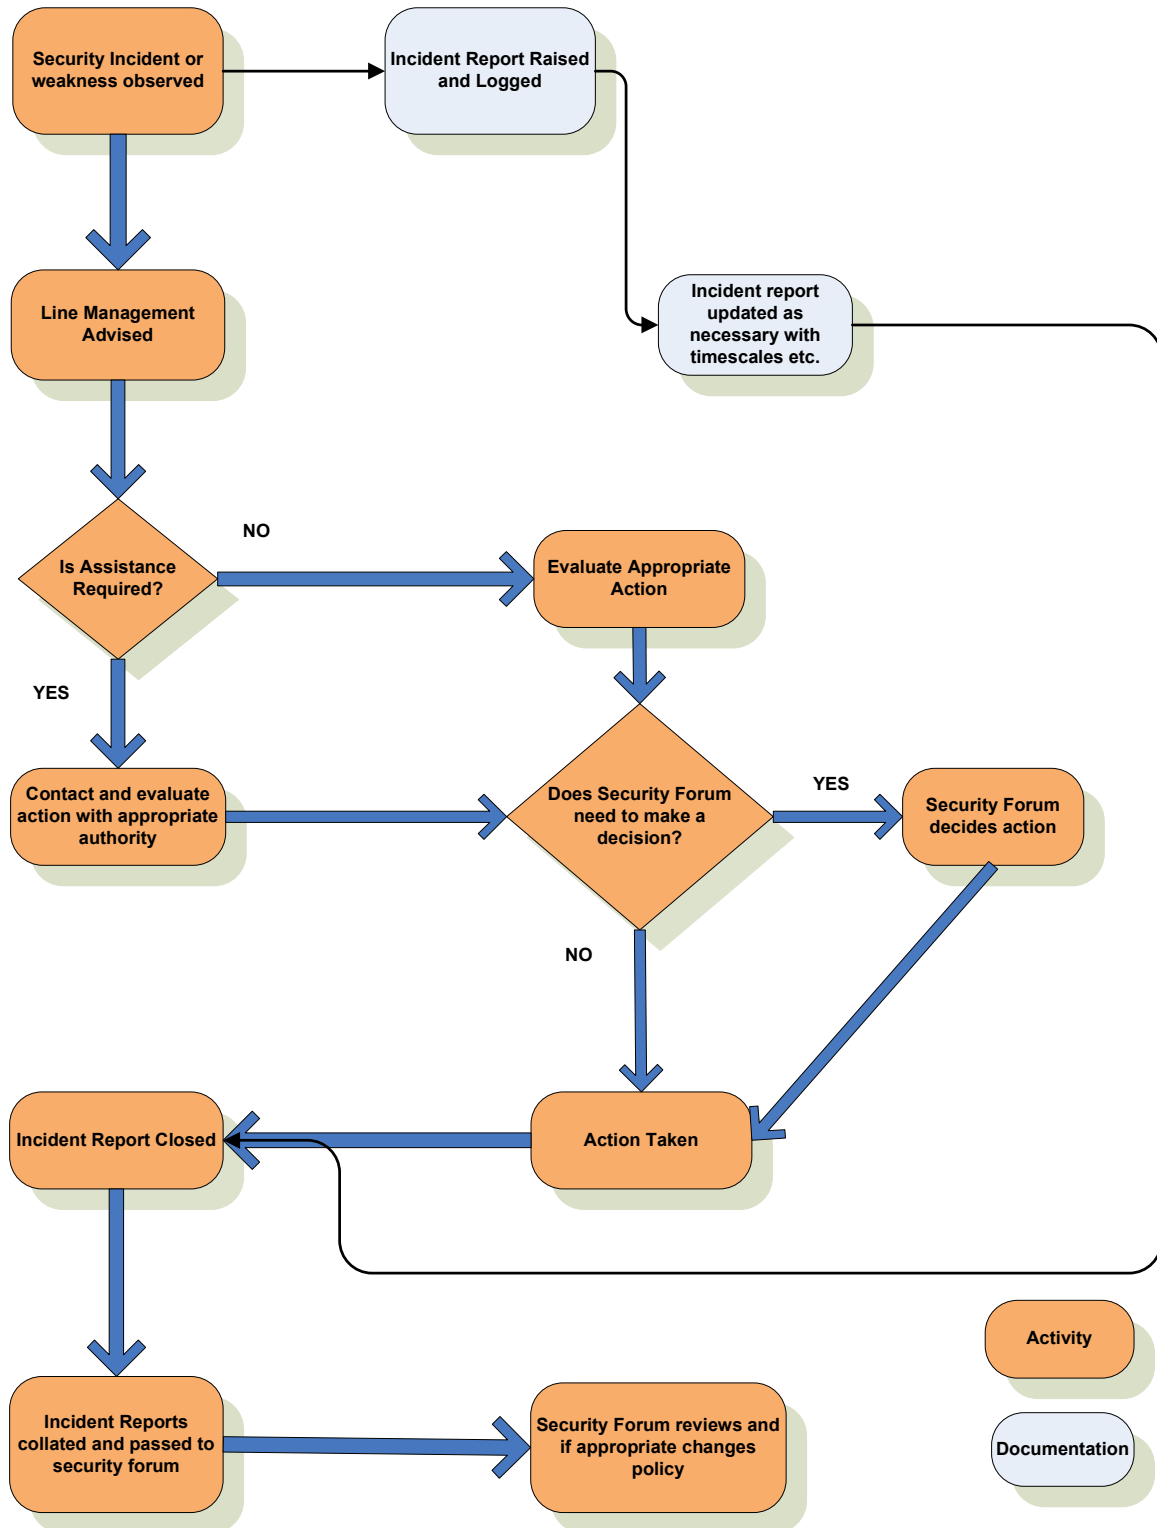 Security Incident or
weakness observed
Incident Report Raised
and Logged
Line Management
Advised
Incident report
updated as
necessary with
timescales etc.
NO
Is Assistance
Required?
Evaluate Appropriate
Action
YES
Contact and evaluate
action with appropriate
authority
Does Security Forum
need to make a
decision?
YES
Security Forum
decides action
NO
Incident Report Closed
Action Taken
Activity
Incident Reports
collated and passed to
security forum
Security Forum reviews and
if appropriate changes
policy
Documentation